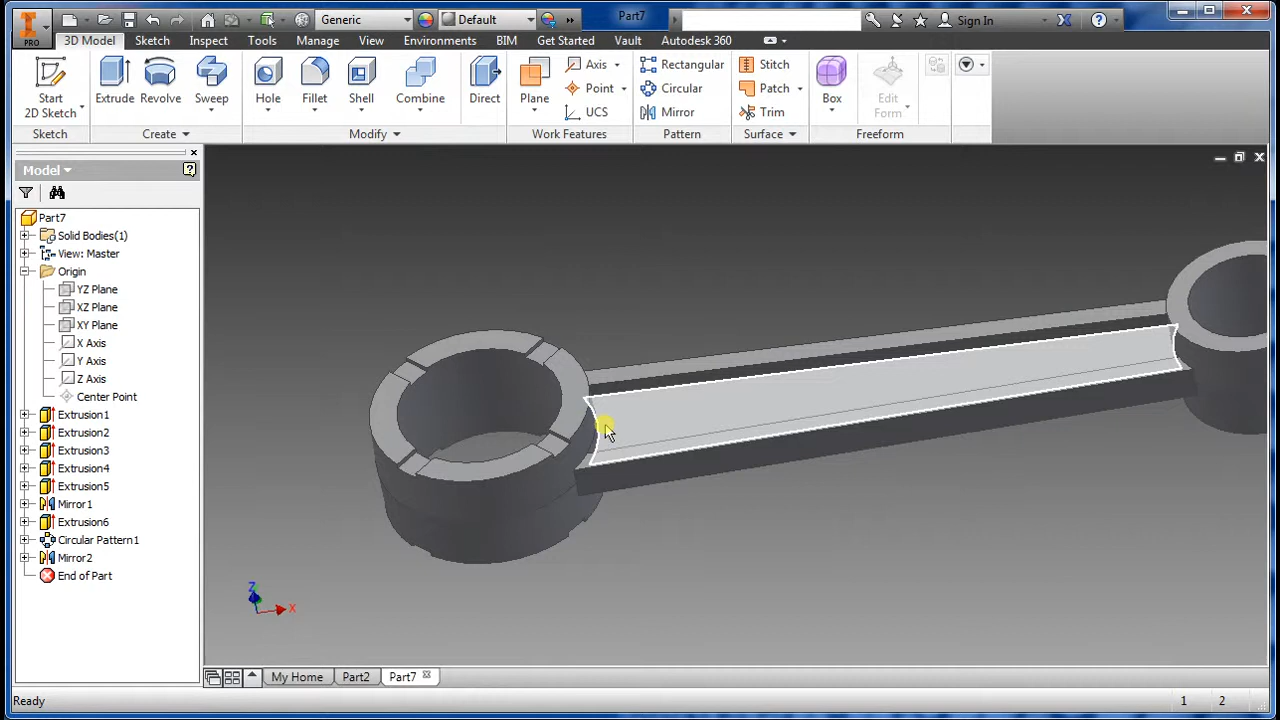 Generic
Default
Part7
Sign In
PRO
3D Model Sketch Inspect Tools Manage View Environments BIM Get Started Vault Autodesk 360
Start 2D Sketch
Extrude
Revolve
Sweep
Hole
Fillet
Shell
Combine
Direct
Plane
Axis
Point
UCS
Rectangular
Circular
Mirror
Stitch
Patch
Trim
Box
Edit Form
Sketch
Create
Modify
Work Features
Pattern
Surface
Freeform
Model
Part7
Solid Bodies(1)
View: Master
Origin
YZ Plane
XZ Plane
XY Plane
X Axis
Y Axis
Z Axis
Center Point
Extrusion1
Extrusion2
Extrusion3
Extrusion4
Extrusion5
Mirror1
Extrusion6
Circular Pattern1
Mirror2
End of Part
Z
X
My Home Part2 Part7
Ready 1 2